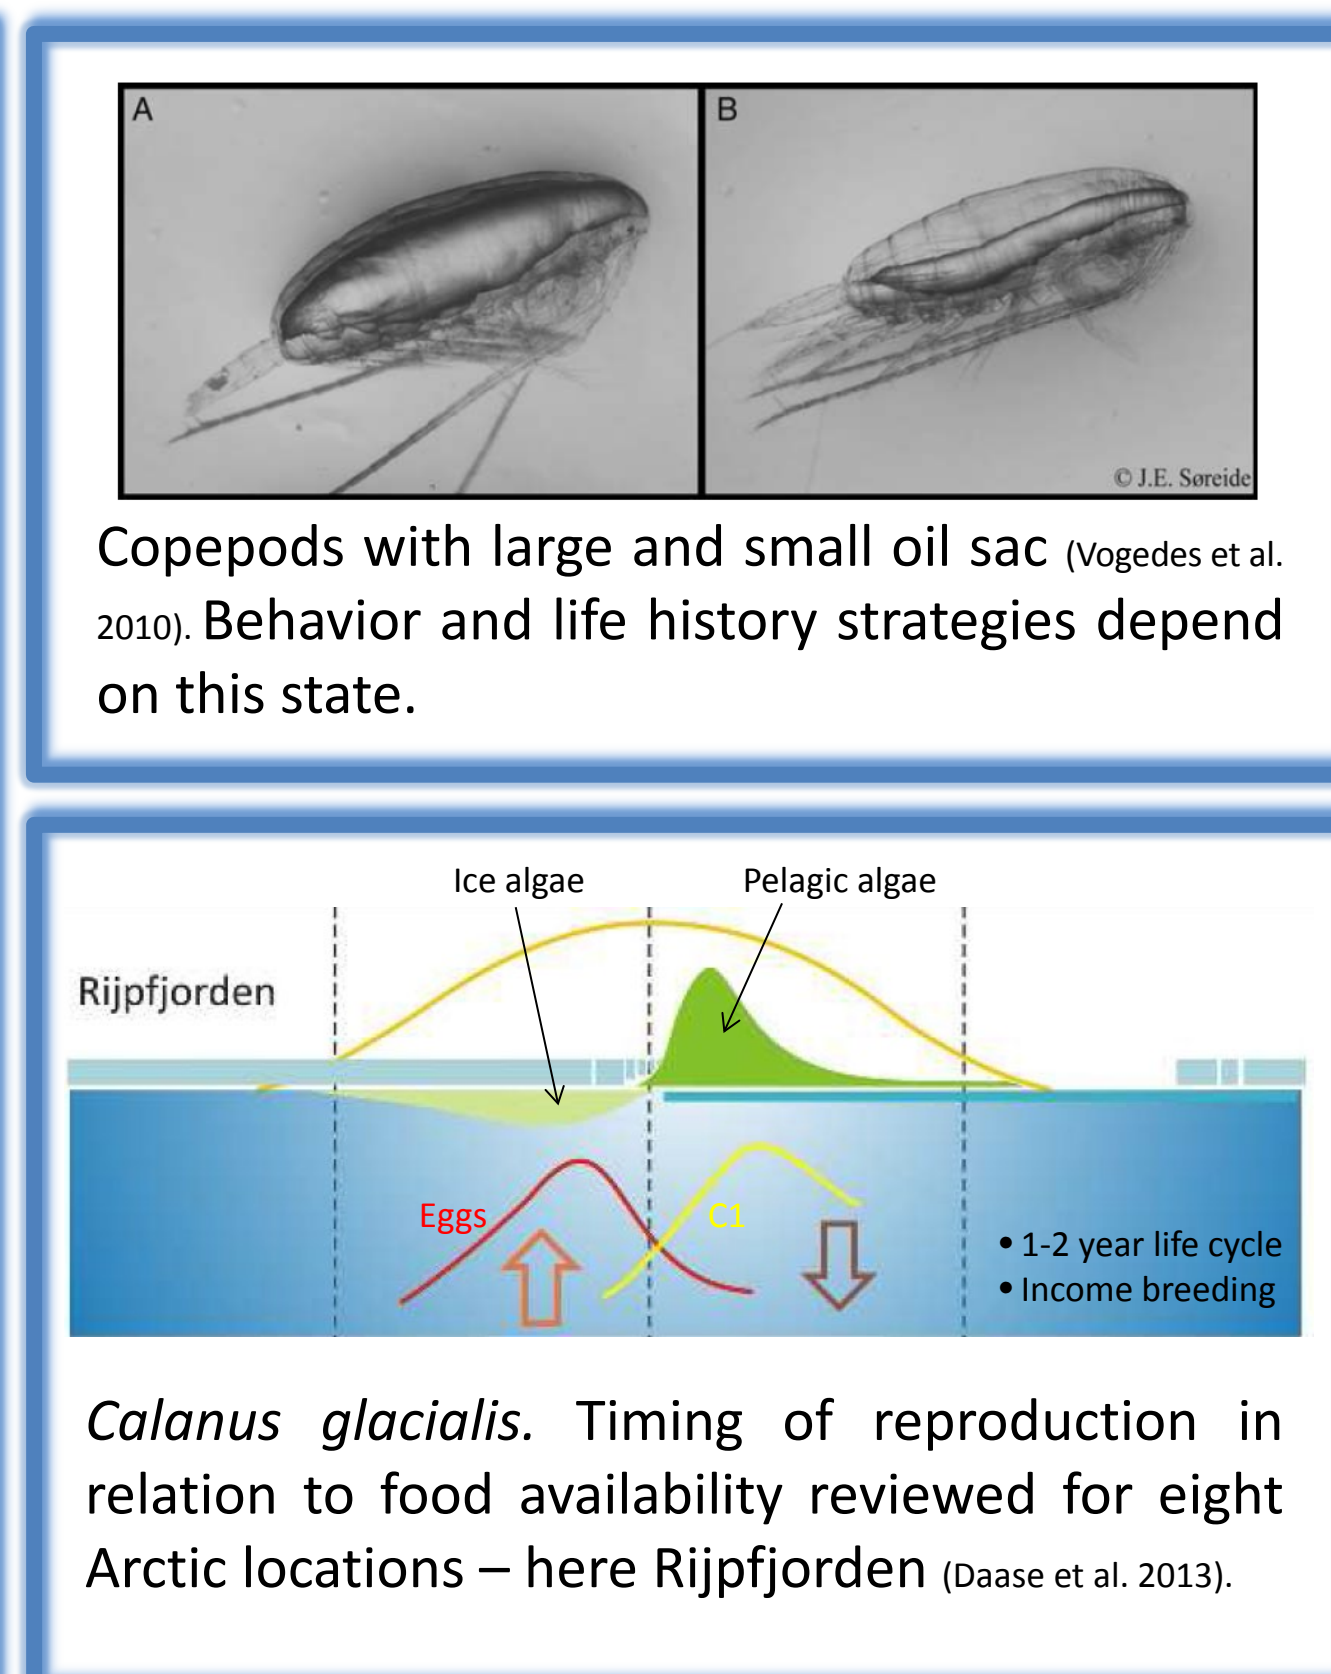 A
B
© J.E. Søreide
Copepods with large and small oil sac (Vogedes et al.
2010). Behavior and life history strategies depend
on this state.
Ice algae
Pelagic algae
Rijpfjorden
Eggs
C1
• 1-2 year life cycle
• Income breeding
Calanus glacialis. Timing of reproduction in
relation to food availability reviewed for eight
Arctic locations – here Rijpfjorden (Daase et al. 2013).